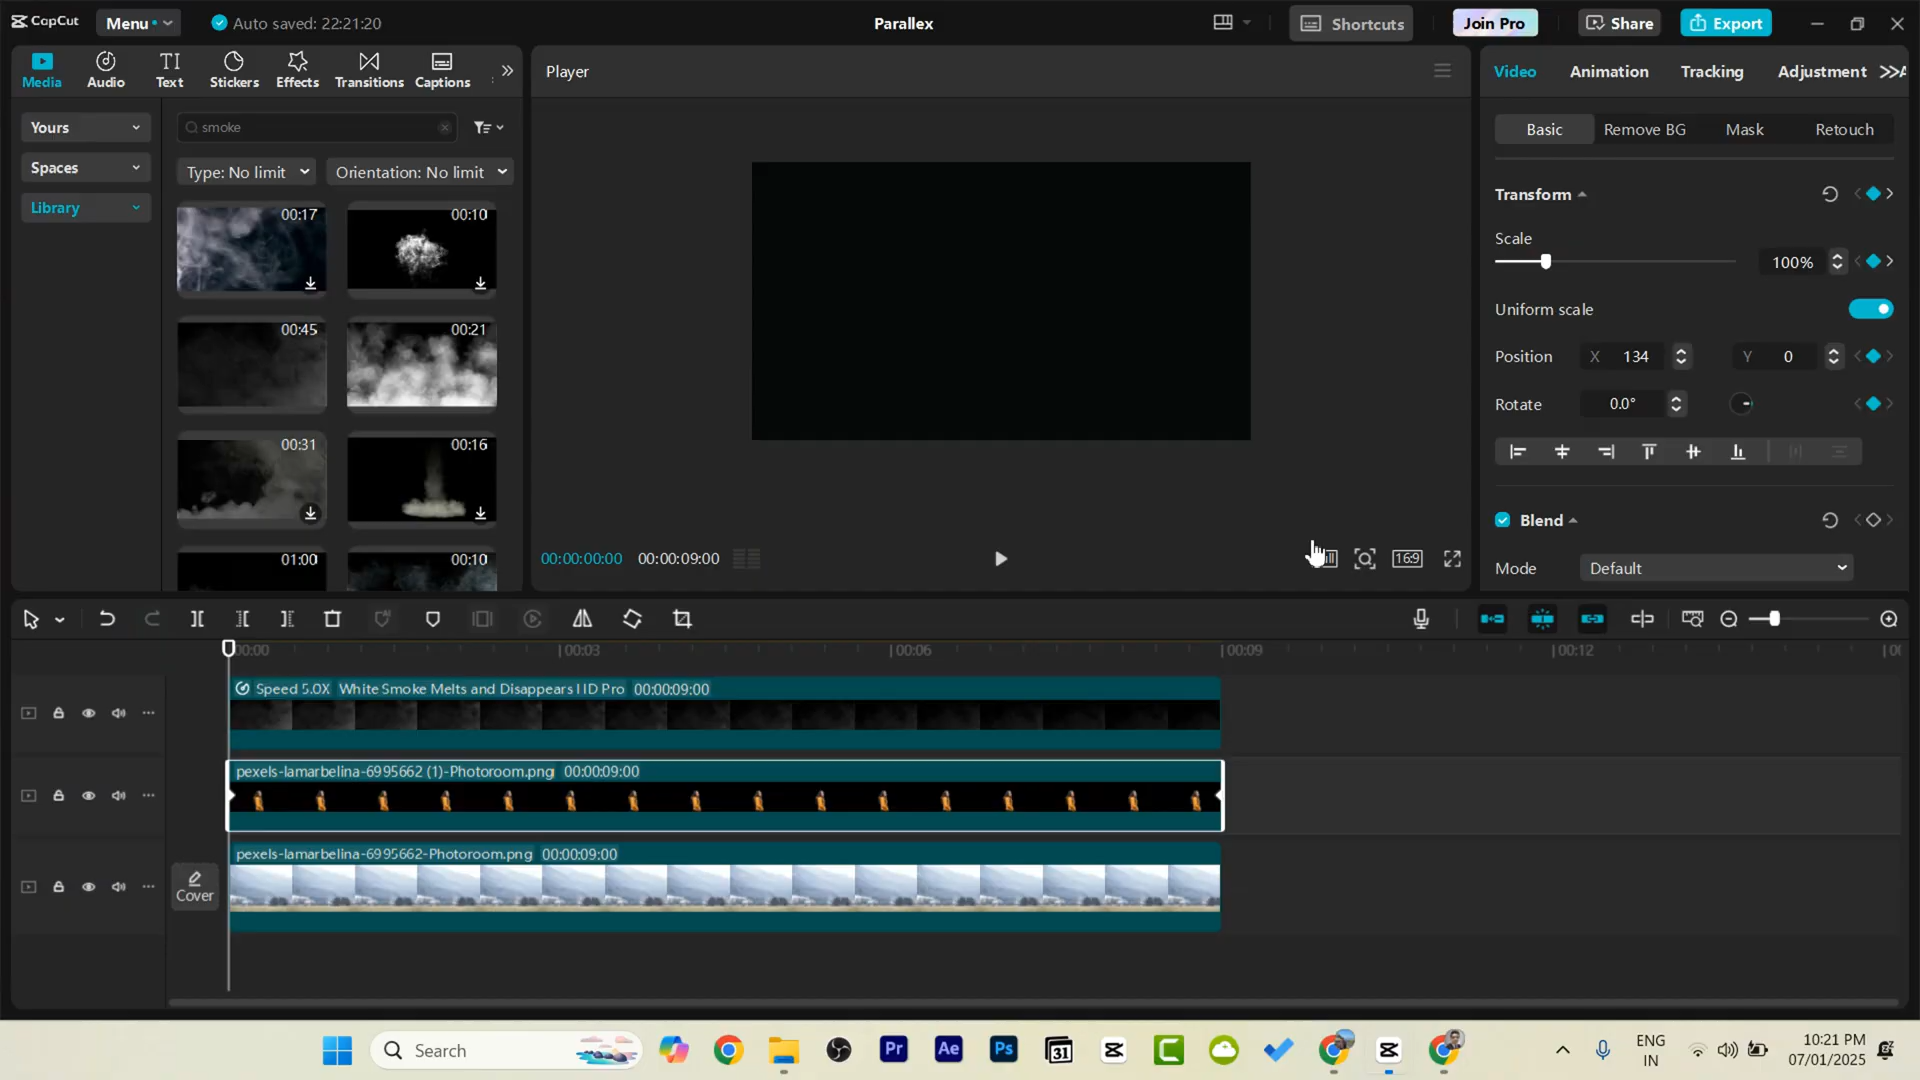 CapCut
Menu
Auto saved: 22:21:20
Parallex
Shortcuts
Join Pro
Share
Export
Media
Audio
Text
Stickers
Effects
Transitions
Captions
Player
Video
Animation
Tracking
Adjustment
Yours
smoke
Basic
Remove BG
Mask
Retouch
Spaces
Type: No limit
Orientation: No limit
Library
Transform
00:17
00:10
Scale
100%
Uniform scale
00:45
00:21
Position
X 134
Y 0
Rotate
0.0°
00:31
00:16
Blend
01:00
00:10
00:00:00:00 00:00:09:00
16:9
Mode
Default
00:00
00:03
00:06
00:09
00:12
Speed 5.0X White Smoke Melts and Disappears HD Pro 00:00:09:00
pexels-lamarbelina-6995662 (1)-Photoroom.png 00:00:09:00
pexels-lamarbelina-6995662-Photoroom.png 00:00:09:00
Cover
Search
Pr
Ae
Ps
31
ENG
IN
10:21 PM
07/01/2025